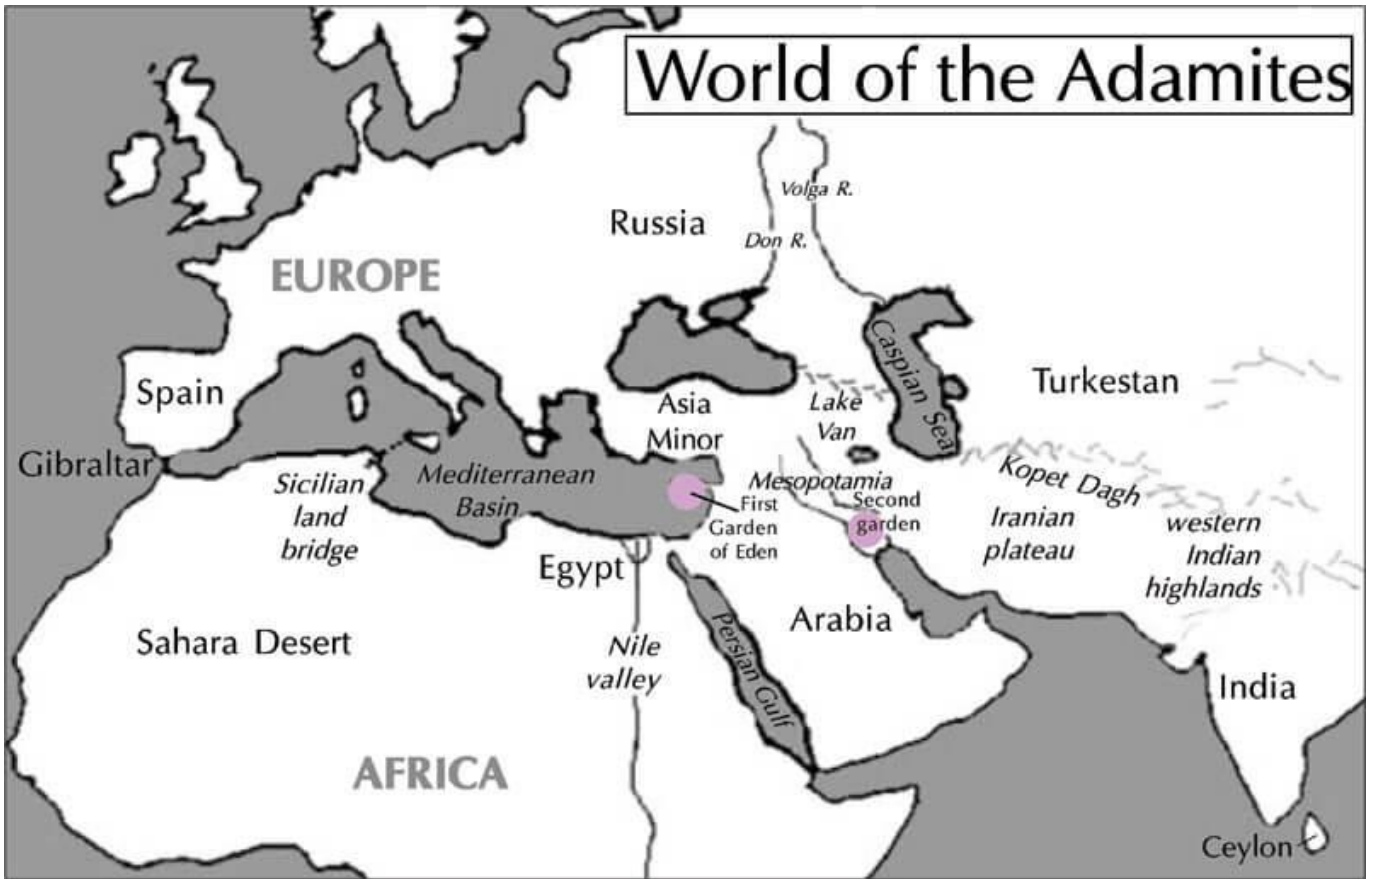 World of the Adamites
Volga R.
Russia
Don R.
EUROPE
Caspian Sea
Turkestan
Spain
Asia
Minor
Lake
Van
Gibraltar
Sicilian
land
bridge
Mediterranean
Basin
Mesopotamia
Kopet Dagh
First
Garden
of Eden
Second
garden
Iranian
plateau
western
Indian
highlands
Egypt
Sahara Desert
Nile
valley
Persian Gulf
Arabia
India
AFRICA
Ceylon